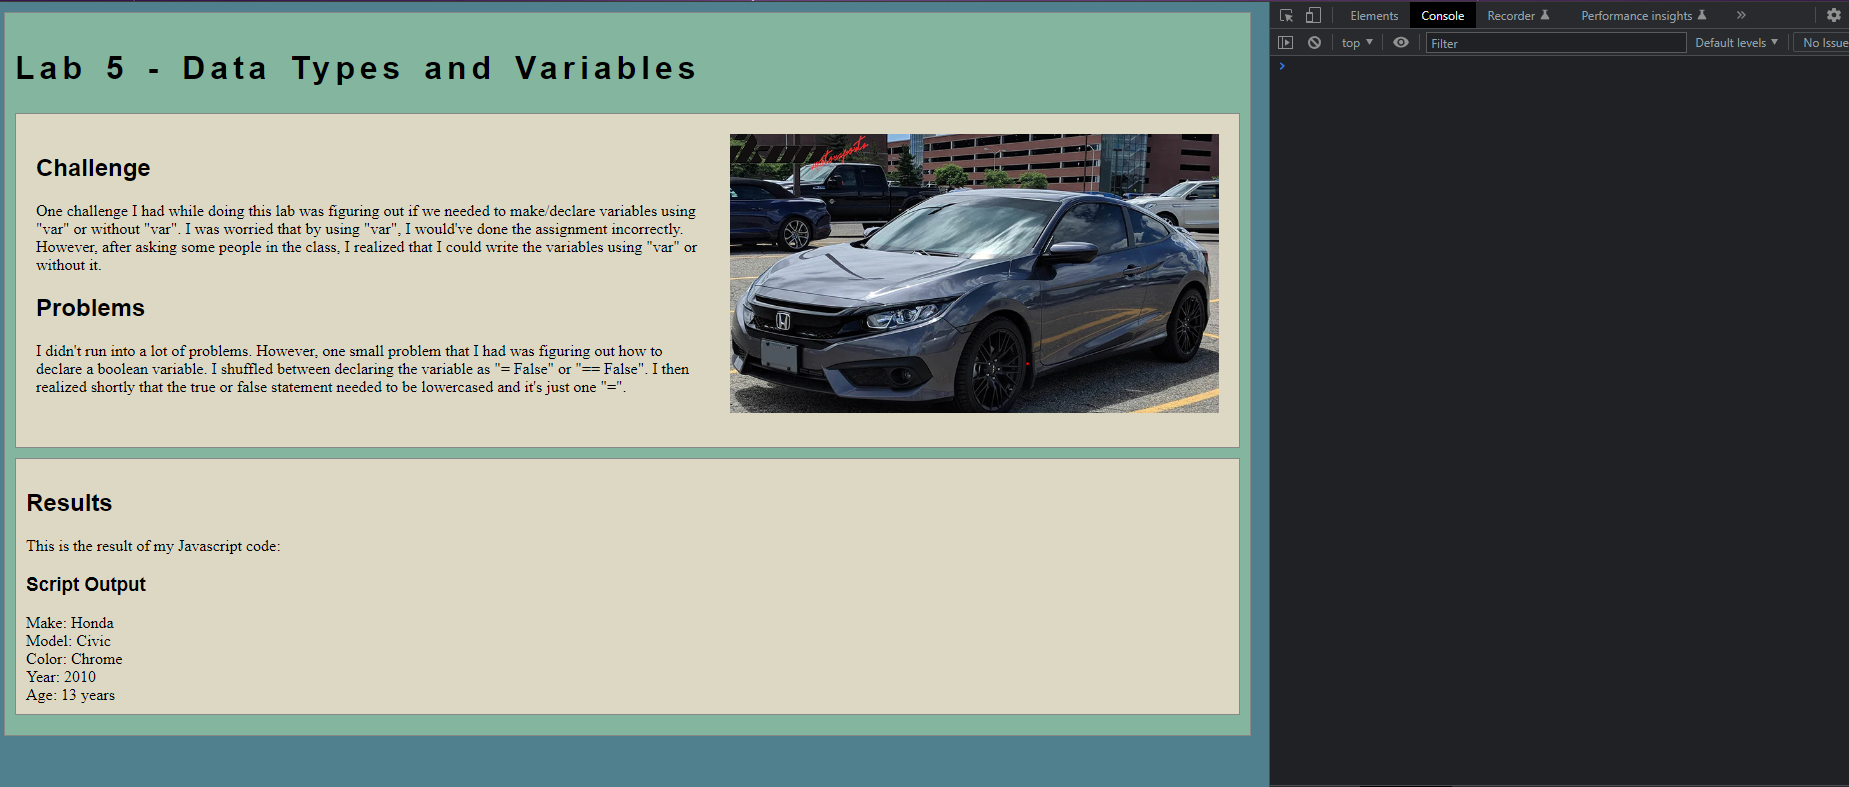 Lab 5 - Data Types and Variables
Challenge
One challenge I had while doing this lab was figuring out if we needed to make/declare variables using
"var" or without "var". I was worried that by using "var", I would've done the assignment incorrectly.
However, after asking some people in the class, I realized that I could write the variables using "var" or
without it.
Problems
I didn't run into a lot of problems. However, one small problem that I had was figuring out how to
declare a boolean variable. I shuffled between declaring the variable as "= False" or "== False". I then
realized shortly that the true or false statement needed to be lowercased and it's just one "=".
Results
This is the result of my Javascript code:
Script Output
Make: Honda
Model: Civic
Color: Chrome
Year: 2010
Age: 13 years
Elements Console Recorder Performance insights
top Filter Default levels No Issue